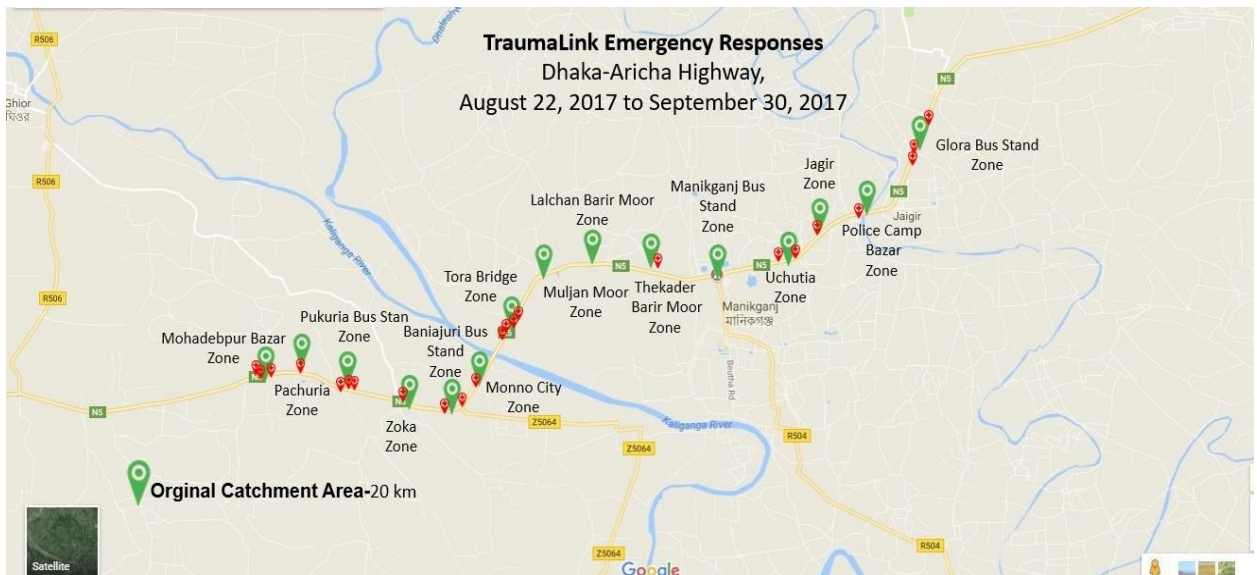 TraumaLink Emergency Responses
Dhaka-Aricha Highway,
August 22, 2017 to September 30, 2017
R506
Ghior
ঘিওর
N5
Glora Bus Stand
Zone
Jagir
Zone
Manikganj Bus
Stand
Zone
Lalchan Barir Moor
Zone
R506
N5
Jaigir
Police Camp
Bazar
Zone
Kaliganga River
Tora Bridge
Zone
N5
N5
Uchutia
Zone
Muljan Moor
Zone
Thekader
Barir Moor
Zone
Manikganj
মানিকগঞ্জ
R506
Pukuria Bus Stan
Zone
Mohadebpur Bazar
Zone
Baniajuri Bus
Stand
Zone
Beutha Rd
Pachuria
Zone
Monno City
Zone
N5
Zoka
Zone
Z5064
Kaliganga River
Z5064
R504
Orginal Catchment Area-20 km
R504
Z5064
Satellite
Google